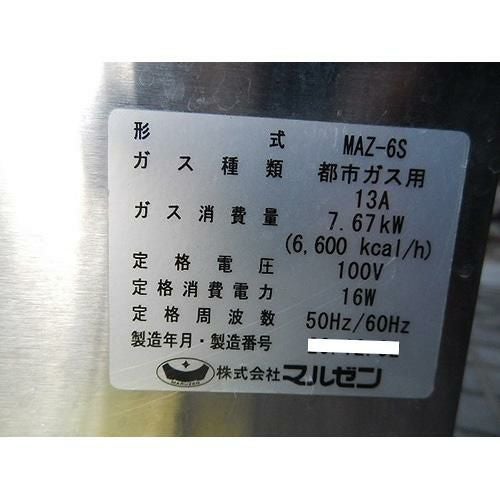 形式 MAZ-6S
ガス種類 都市ガス用
13A
ガス消費量 7.67kW
(6,600 kcal/h)
定格電圧 100V
定格消費電力 16W
定格周波数 50Hz/60Hz
製造年月・製造番号
MARUZEN 株式会社マルゼン